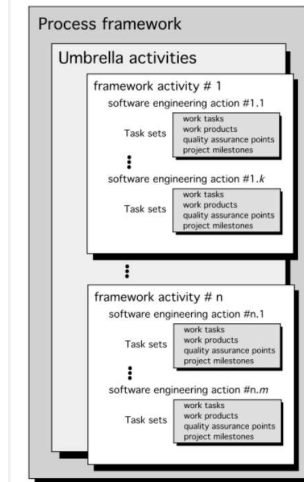 Process framework
Umbrella activities
framework activity # 1
software engineering action #1.1
Task sets
work tasks
work products
quality assurance points
project milestones
software engineering action #1.k
Task sets
work tasks
work products
quality assurance points
project milestones
framework activity # n
software engineering action #n.1
Task sets
work tasks
work products
quality assurance points
project milestones
software engineering action #n.m
Task sets
work tasks
work products
quality assurance points
project milestones